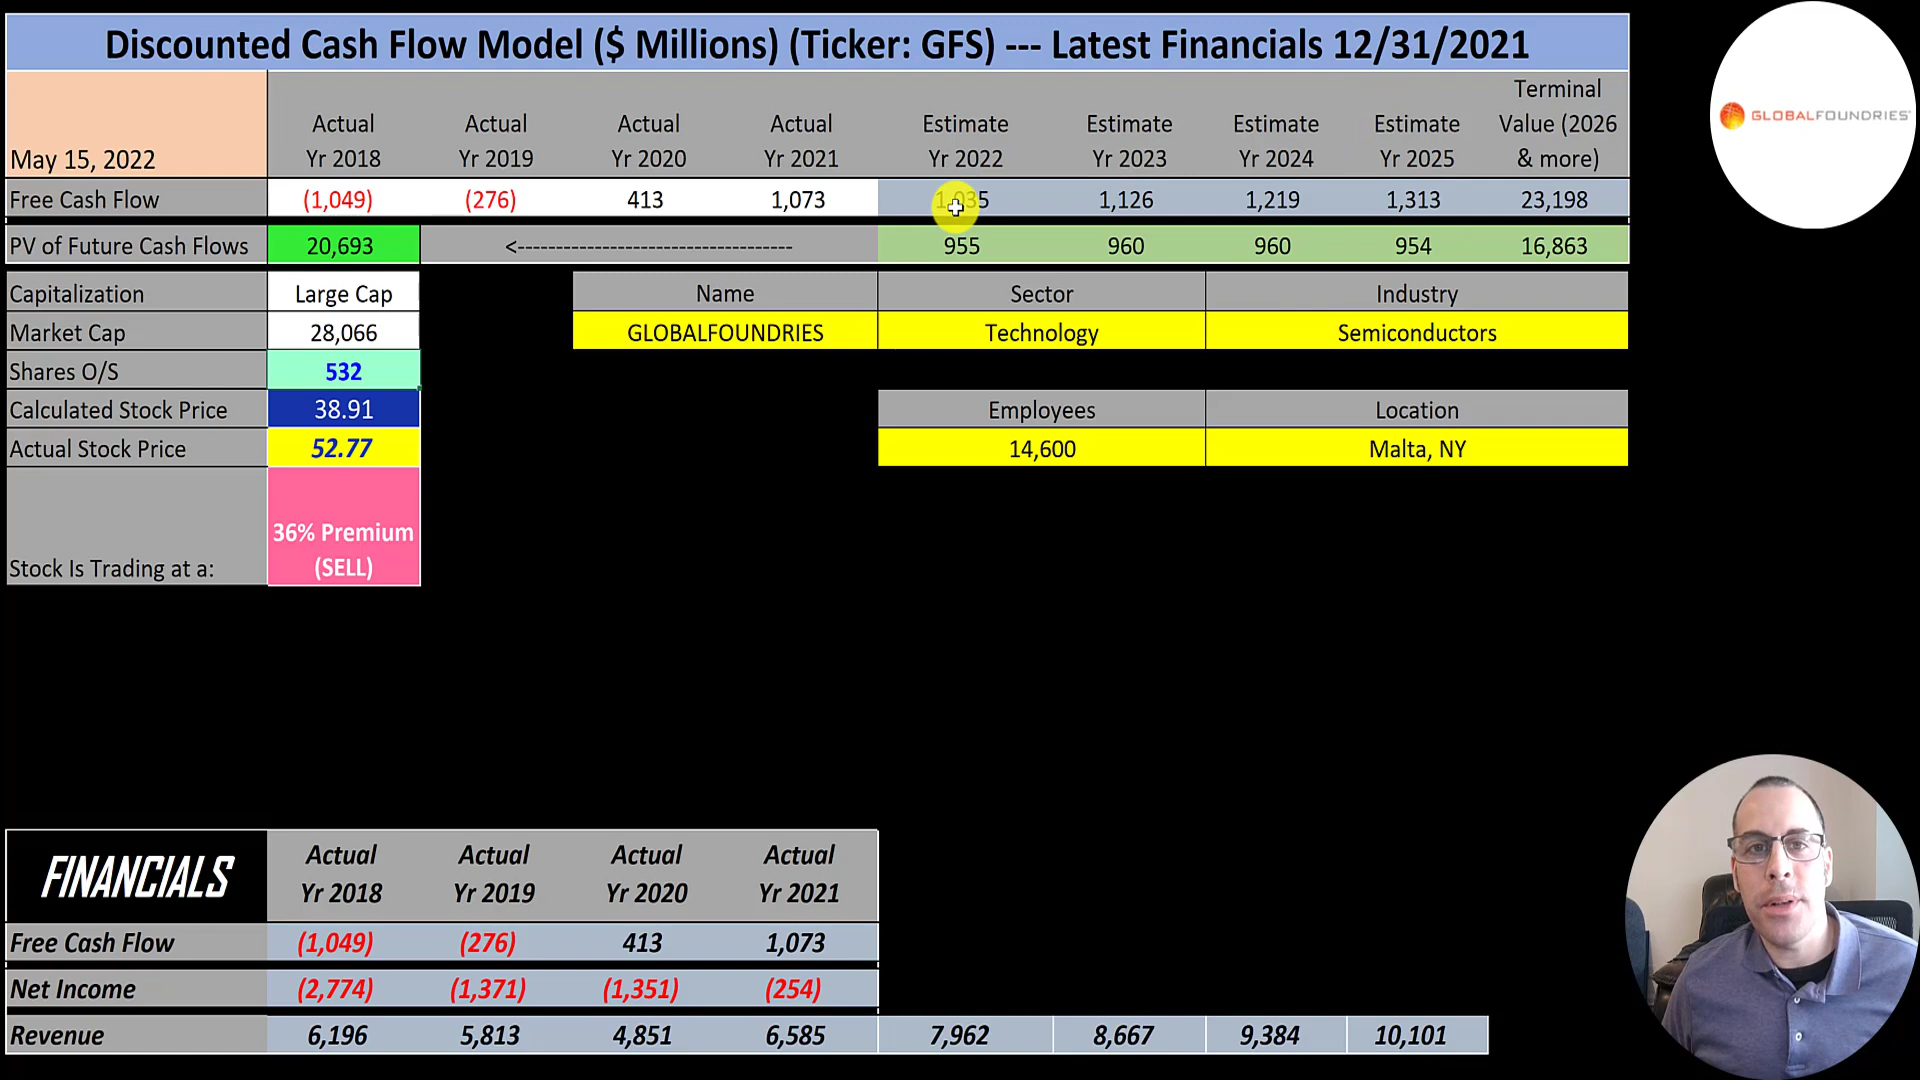 Discounted Cash Flow Model ($ Millions) (Ticker: GFS) --- Latest Financials 12/31/2021
GLOBALFOUNDRIES
May 15, 2022 Actual Yr 2018 Actual Yr 2019 Actual Yr 2020 Actual Yr 2021 Estimate Yr 2022 Estimate Yr 2023 Estimate Yr 2024 Estimate Yr 2025 Terminal Value (2026 & more)
Free Cash Flow (1,049) (276) 413 1,073 1,035 1,126 1,219 1,313 23,198
PV of Future Cash Flows 20,693 <------------------------------------ 955 960 960 954 16,863
Capitalization Large Cap Name Sector Industry
Market Cap 28,066 GLOBALFOUNDRIES Technology Semiconductors
Shares O/S 532
Calculated Stock Price 38.91 Employees Location
Actual Stock Price 52.77 14,600 Malta, NY
Stock Is Trading at a: 36% Premium (SELL)
FINANCIALS Actual Yr 2018 Actual Yr 2019 Actual Yr 2020 Actual Yr 2021
Free Cash Flow (1,049) (276) 413 1,073
Net Income (2,774) (1,371) (1,351) (254)
Revenue 6,196 5,813 4,851 6,585 7,962 8,667 9,384 10,101